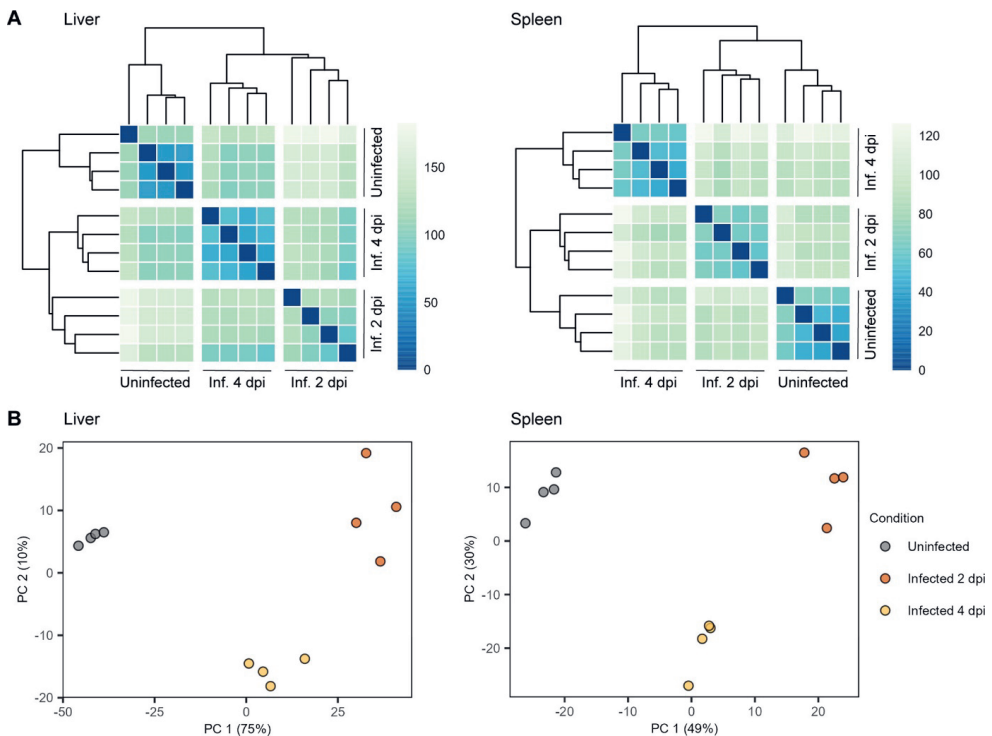 A
Liver
Spleen
Uninfected
Inf. 4 dpi
Inf. 2 dpi
150
100
50
0
Uninfected
Inf. 4 dpi
Inf. 2 dpi
Inf. 4 dpi
Inf. 2 dpi
Uninfected
120
100
80
60
40
20
0
Inf. 4 dpi
Inf. 2 dpi
Uninfected
B
Liver
20
10
0
-10
-20
PC 2 (10%)
-50
-25
0
25
PC 1 (75%)
Spleen
10
0
-10
-20
PC 2 (30%)
-20
-10
0
10
20
PC 1 (49%)
Condition
Uninfected
Infected 2 dpi
Infected 4 dpi